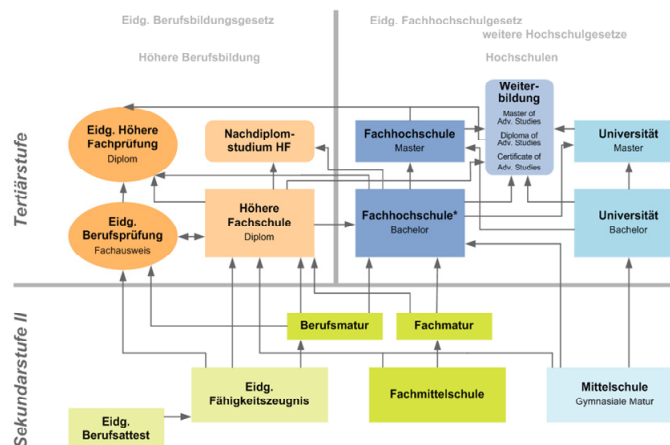 Eidg. Berufsbildungsgesetz
Eidg. Fachhochschulgesetz
weitere Hochschulgesetze
Höhere Berufsbildung
Hochschulen
Tertiärstufe
Eidg. Höhere
Fachprüfung
Diplom
Nachdiplom-
studium HF
Fachhochschule
Master
Weiter-
bildung
Master of
Adv. Studies
Diploma of
Adv. Studies
Certificate of
Adv. Studies
Universität
Master
Eidg.
Berufsprüfung
Fachausweis
Höhere
Fachschule
Diplom
Fachhochschule*
Bachelor
Universität
Bachelor
Sekundarstufe II
Berufsmatur
Fachmatur
Eidg.
Fähigkeitszeugnis
Fachmittelschule
Mittelschule
Gymnasiale Matur
Eidg.
Berufsattest